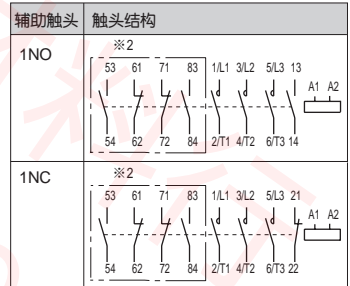 辅助触头 触头结构
1NO
※2
53 61 71 83 1/L1 3/L2 5/L3 13
A1 A2
54 62 72 84 2/T1 4/T2 6/T3 14
1NC
※2
53 61 71 83 1/L1 3/L2 5/L3 21
A1 A2
54 62 72 84 2/T1 4/T2 6/T3 22